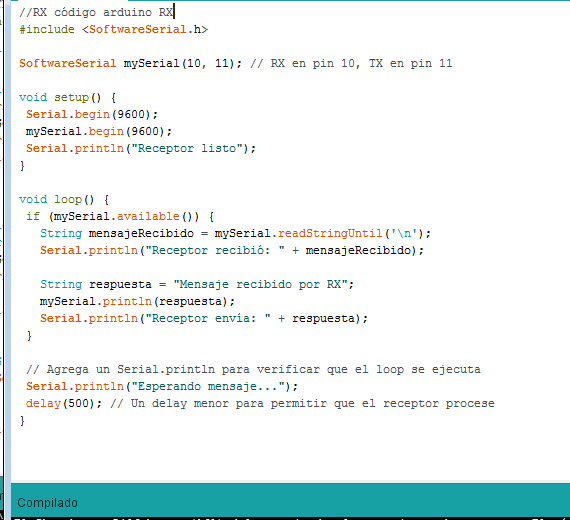 //RX código arduino RX
#include <SoftwareSerial.h>
SoftwareSerial mySerial(10, 11); // RX en pin 10, TX en pin 11
void setup() {
Serial.begin(9600);
mySerial.begin(9600);
Serial.println("Receptor listo");
}
void loop() {
if (mySerial.available()) {
String mensajeRecibido = mySerial.readStringUntil('\n');
Serial.println("Receptor recibió: " + mensajeRecibido);
String respuesta = "Mensaje recibido por RX";
mySerial.println(respuesta);
Serial.println("Receptor envía: " + respuesta);
}
// Agrega un Serial.println para verificar que el loop se ejecuta
Serial.println("Esperando mensaje...");
delay(500); // Un delay menor para permitir que el receptor procese
}
Compilado